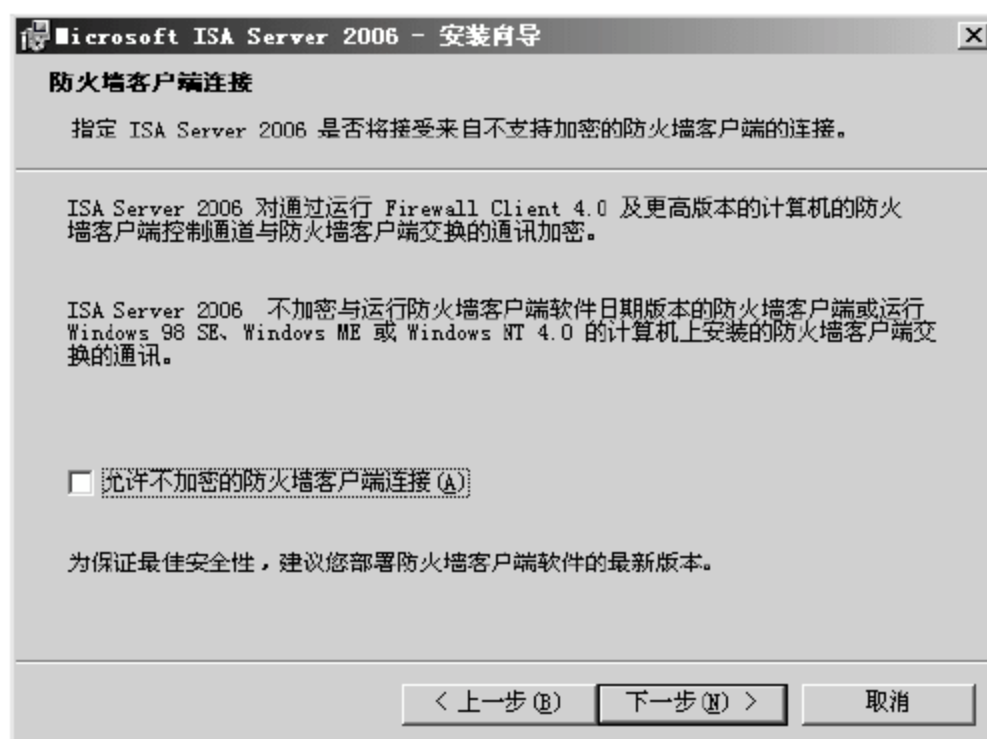 Microsoft ISA Server 2006 - 安装向导
防火墙客户端连接
指定 ISA Server 2006 是否将接受来自不支持加密的防火墙客户端的连接。
ISA Server 2006 对通过运行 Firewall Client 4.0 及更高版本的计算机的防火
墙客户端控制通道与防火墙客户端交换的通讯加密。
ISA Server 2006 不加密与运行防火墙客户端软件日期版本的防火墙客户端或运行
Windows 98 SE、Windows ME 或 Windows NT 4.0 的计算机上安装的防火墙客户端交
换的通讯。
允许不加密的防火墙客户端连接(A)
为保证最佳安全性，建议您部署防火墙客户端软件的最新版本。
< 上一步(B)
下一步(N) >
取消